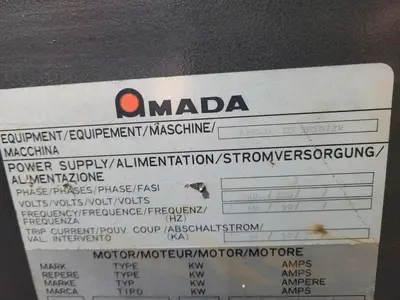 AMADA
EQUIPMENT/EQUIPEMENT/MASCHINE/
MACCHINA
POWER SUPPLY/ALIMENTATION/STROMVERSORGUNG/
ALIMENTAZIONE
PHASE/PHASES/PHASE/FASI
VOLTS/VOLTS/VOLT/VOLTS
FREQUENCY/FREQUENCE/FREQUENZ/ (HZ)
FREQUENZA
TRIP CURRENT/POUV. COUP/ABSCHALTSTROM/
VAL. INTERVENTO (KA)
MOTOR/MOTEUR/MOTOR/MOTORE
MARK TYPE KW AMPS
MARQUE TYPE KW AMPERE
MARKE TYP KW AMPERE
MARCA TIPO KW AMPS